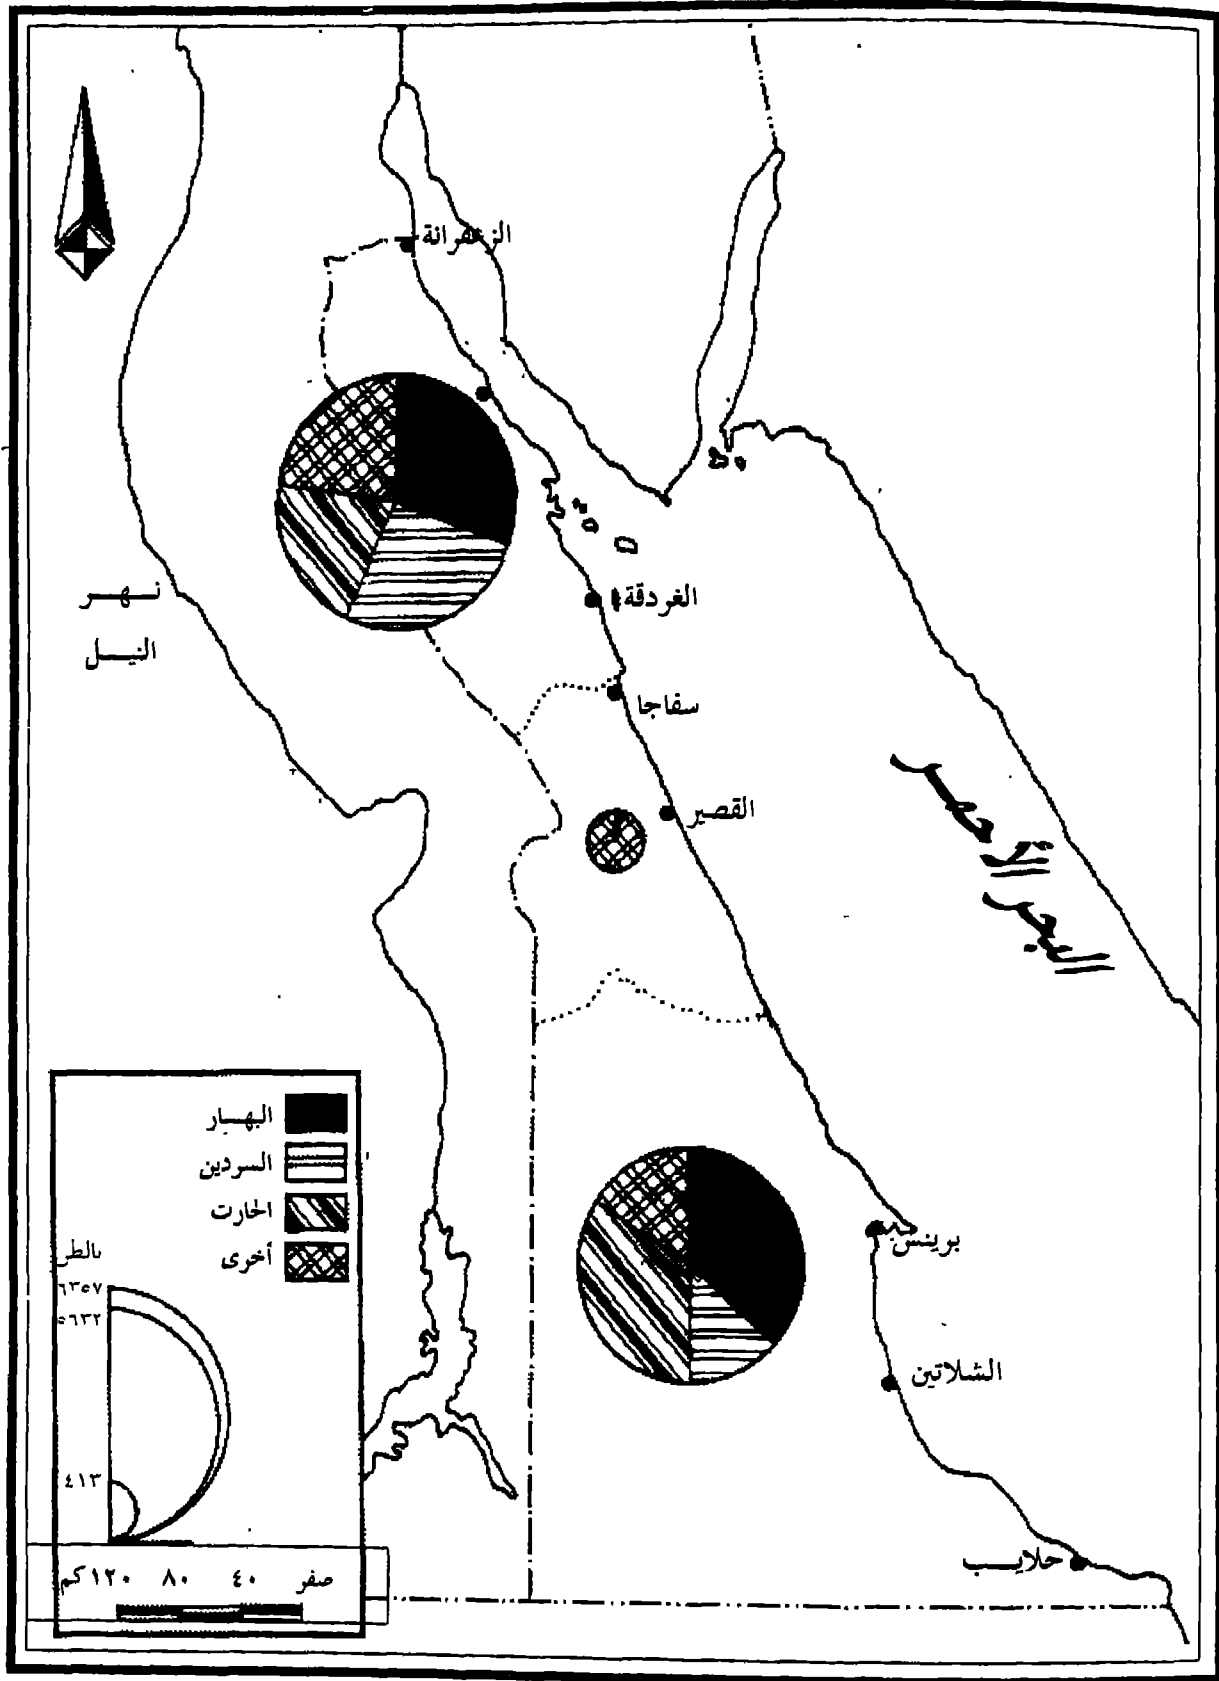 الزعفرانة
الغردقة
نهر
النيل
سفاجا
القصير
البحر الأحمر
البهار
السردين
الحارت
أخرى
بالطن
٦٣٥٧
٥٦٣٢
٤١٣
برينس
الشلاتين
حلايب
صفر ٤٠ ٨٠ ١٢٠ كم